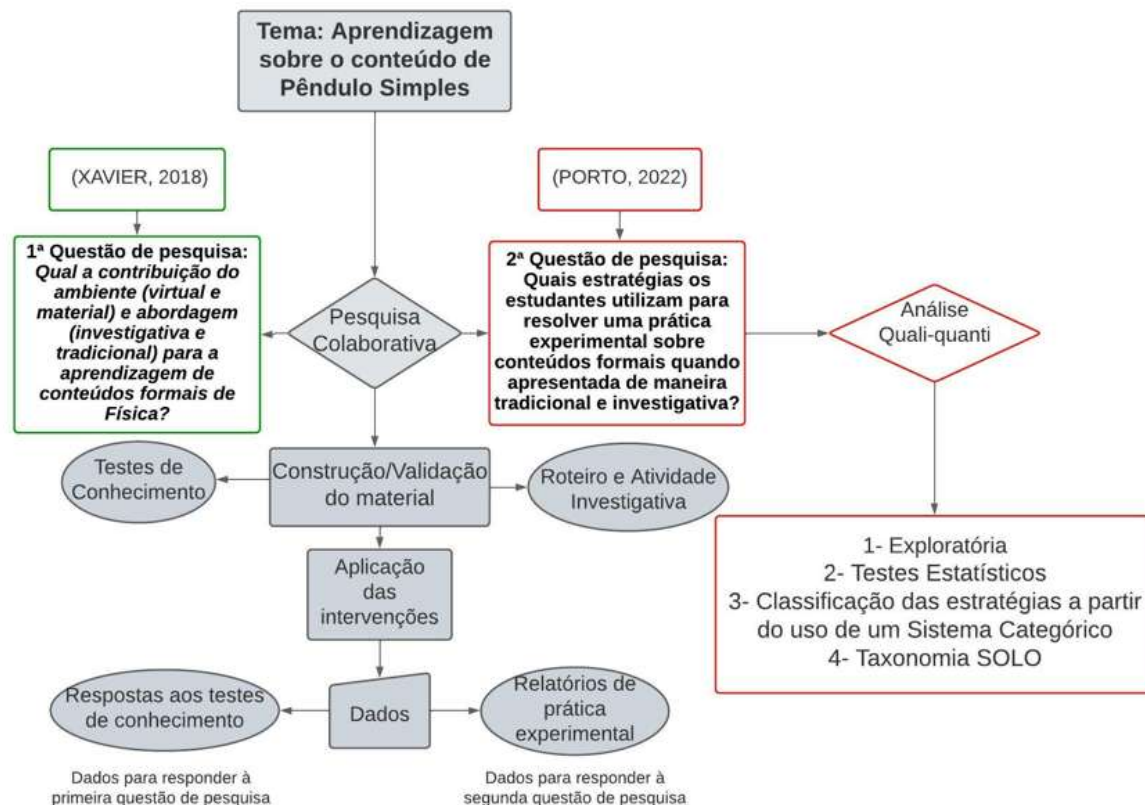 Tema: Aprendizagem
sobre o conteúdo de
Pêndulo Simples
(XAVIER, 2018)
(PORTO, 2022)
1ª Questão de pesquisa:
Qual a contribuição do
ambiente (virtual e
material) e abordagem
(investigativa e
tradicional) para a
aprendizagem de
conteúdos formais de
Física?
Pesquisa
Colaborativa
2ª Questão de pesquisa:
Quais estratégias os
estudantes utilizam para
resolver uma prática
experimental sobre
conteúdos formais quando
apresentada de maneira
tradicional e investigativa?
Análise
Quali-quanti
Testes de
Conhecimento
Construção/Validação
do material
Roteiro e Atividade
Investigativa
1- Exploratória
2- Testes Estatísticos
3- Classificação das estratégias a partir
do uso de um Sistema Categórico
4- Taxonomia SOLO
Aplicação
das
intervenções
Respostas aos testes
de conhecimento
Dados
Relatórios de
prática
experimental
Dados para responder à
primeira questão de pesquisa
Dados para responder à
segunda questão de pesquisa